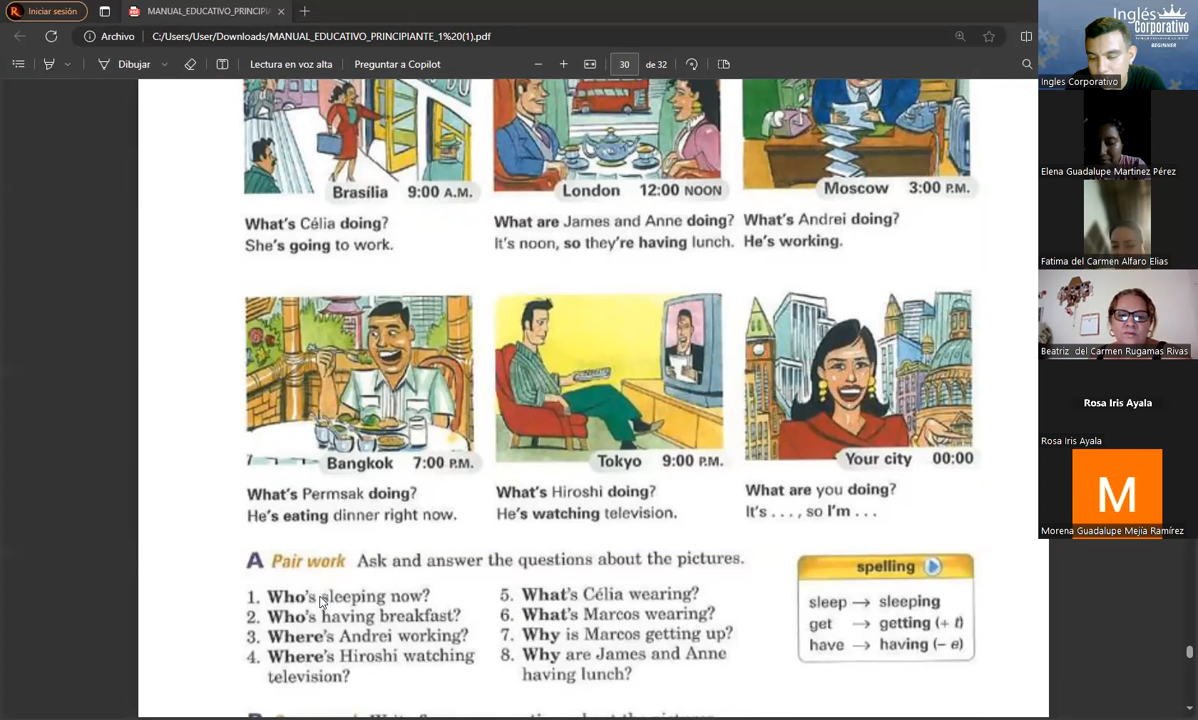 Iniciar sesión
MANUAL_EDUCATIVO_PRINCIPIA
Archivo C:/Users/User/Downloads/MANUAL_EDUCATIVO_PRINCIPIANTE_1%20(1).pdf
Dibujar Lectura en voz alta Preguntar a Copilot 30 de 32
Brasília 9:00 A.M.
London 12:00 NOON
Moscow 3:00 P.M.
What's Célia doing?
She's going to work.
What are James and Anne doing?
It's noon, so they're having lunch.
What's Andrei doing?
He's working.
Bangkok 7:00 P.M.
Tokyo 9:00 P.M.
Your city 00:00
What's Permsak doing?
He's eating dinner right now.
What's Hiroshi doing?
He's watching television.
What are you doing?
It's . . . , so I'm . . .
A Pair work Ask and answer the questions about the pictures.
1. Who's sleeping now?
2. Who's having breakfast?
3. Where's Andrei working?
4. Where's Hiroshi watching
television?
5. What's Célia wearing?
6. What's Marcos wearing?
7. Why is Marcos getting up?
8. Why are James and Anne
having lunch?
spelling
sleep → sleeping
get → getting (+ t)
have → having (– e)
Inglés
Corporativo
BEGINNER
Ingles Corporativo
Elena Guadalupe Martinez Pérez
Fatima del Carmen Alfaro Elias
Beatriz del Carmen Rugamas Rivas
Rosa Iris Ayala
Rosa Iris Ayala
M
Morena Guadalupe Mejía Ramírez